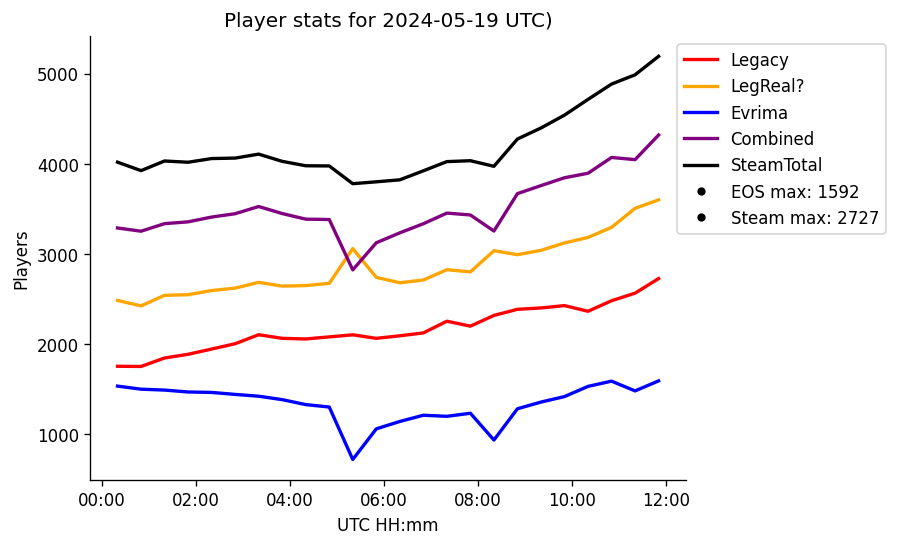 Player stats for 2024-05-19 UTC)
Players
5000
4000
3000
2000
1000
00:00 02:00 04:00 06:00 08:00 10:00 12:00
UTC HH:mm
Legacy
LegReal?
Evrima
Combined
SteamTotal
EOS max: 1592
Steam max: 2727